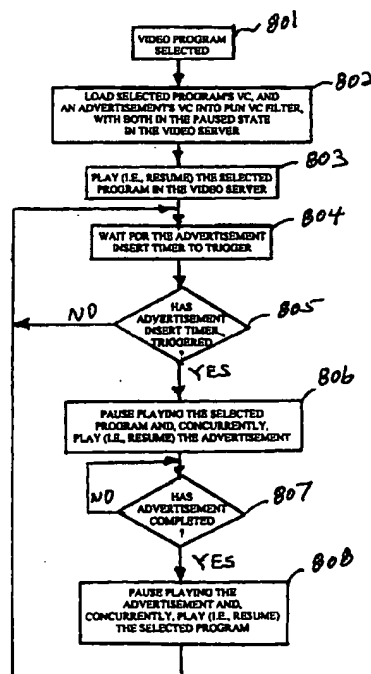 801
VIDEO PROGRAM
SELECTED
802
LOAD SELECTED PROGRAM'S VC, AND
AN ADVERTISEMENT'S VC INTO PUN VC FILTER,
WITH BOTH IN THE PAUSED STATE
IN THE VIDEO SERVER
803
PLAY (I.E., RESUME) THE SELECTED
PROGRAM IN THE VIDEO SERVER
804
WAIT FOR THE ADVERTISEMENT
INSERT TIMER TO TRIGGER
805
HAS
ADVERTISEMENT
INSERT TIMER
TRIGGERED
?
NO
YES
806
PAUSE PLAYING THE SELECTED
PROGRAM AND, CONCURRENTLY,
PLAY (I.E., RESUME) THE ADVERTISEMENT
807
HAS
ADVERTISEMENT
COMPLETED
?
NO
YES
808
PAUSE PLAYING THE
ADVERTISEMENT AND,
CONCURRENTLY, PLAY (I.E., RESUME)
THE SELECTED PROGRAM